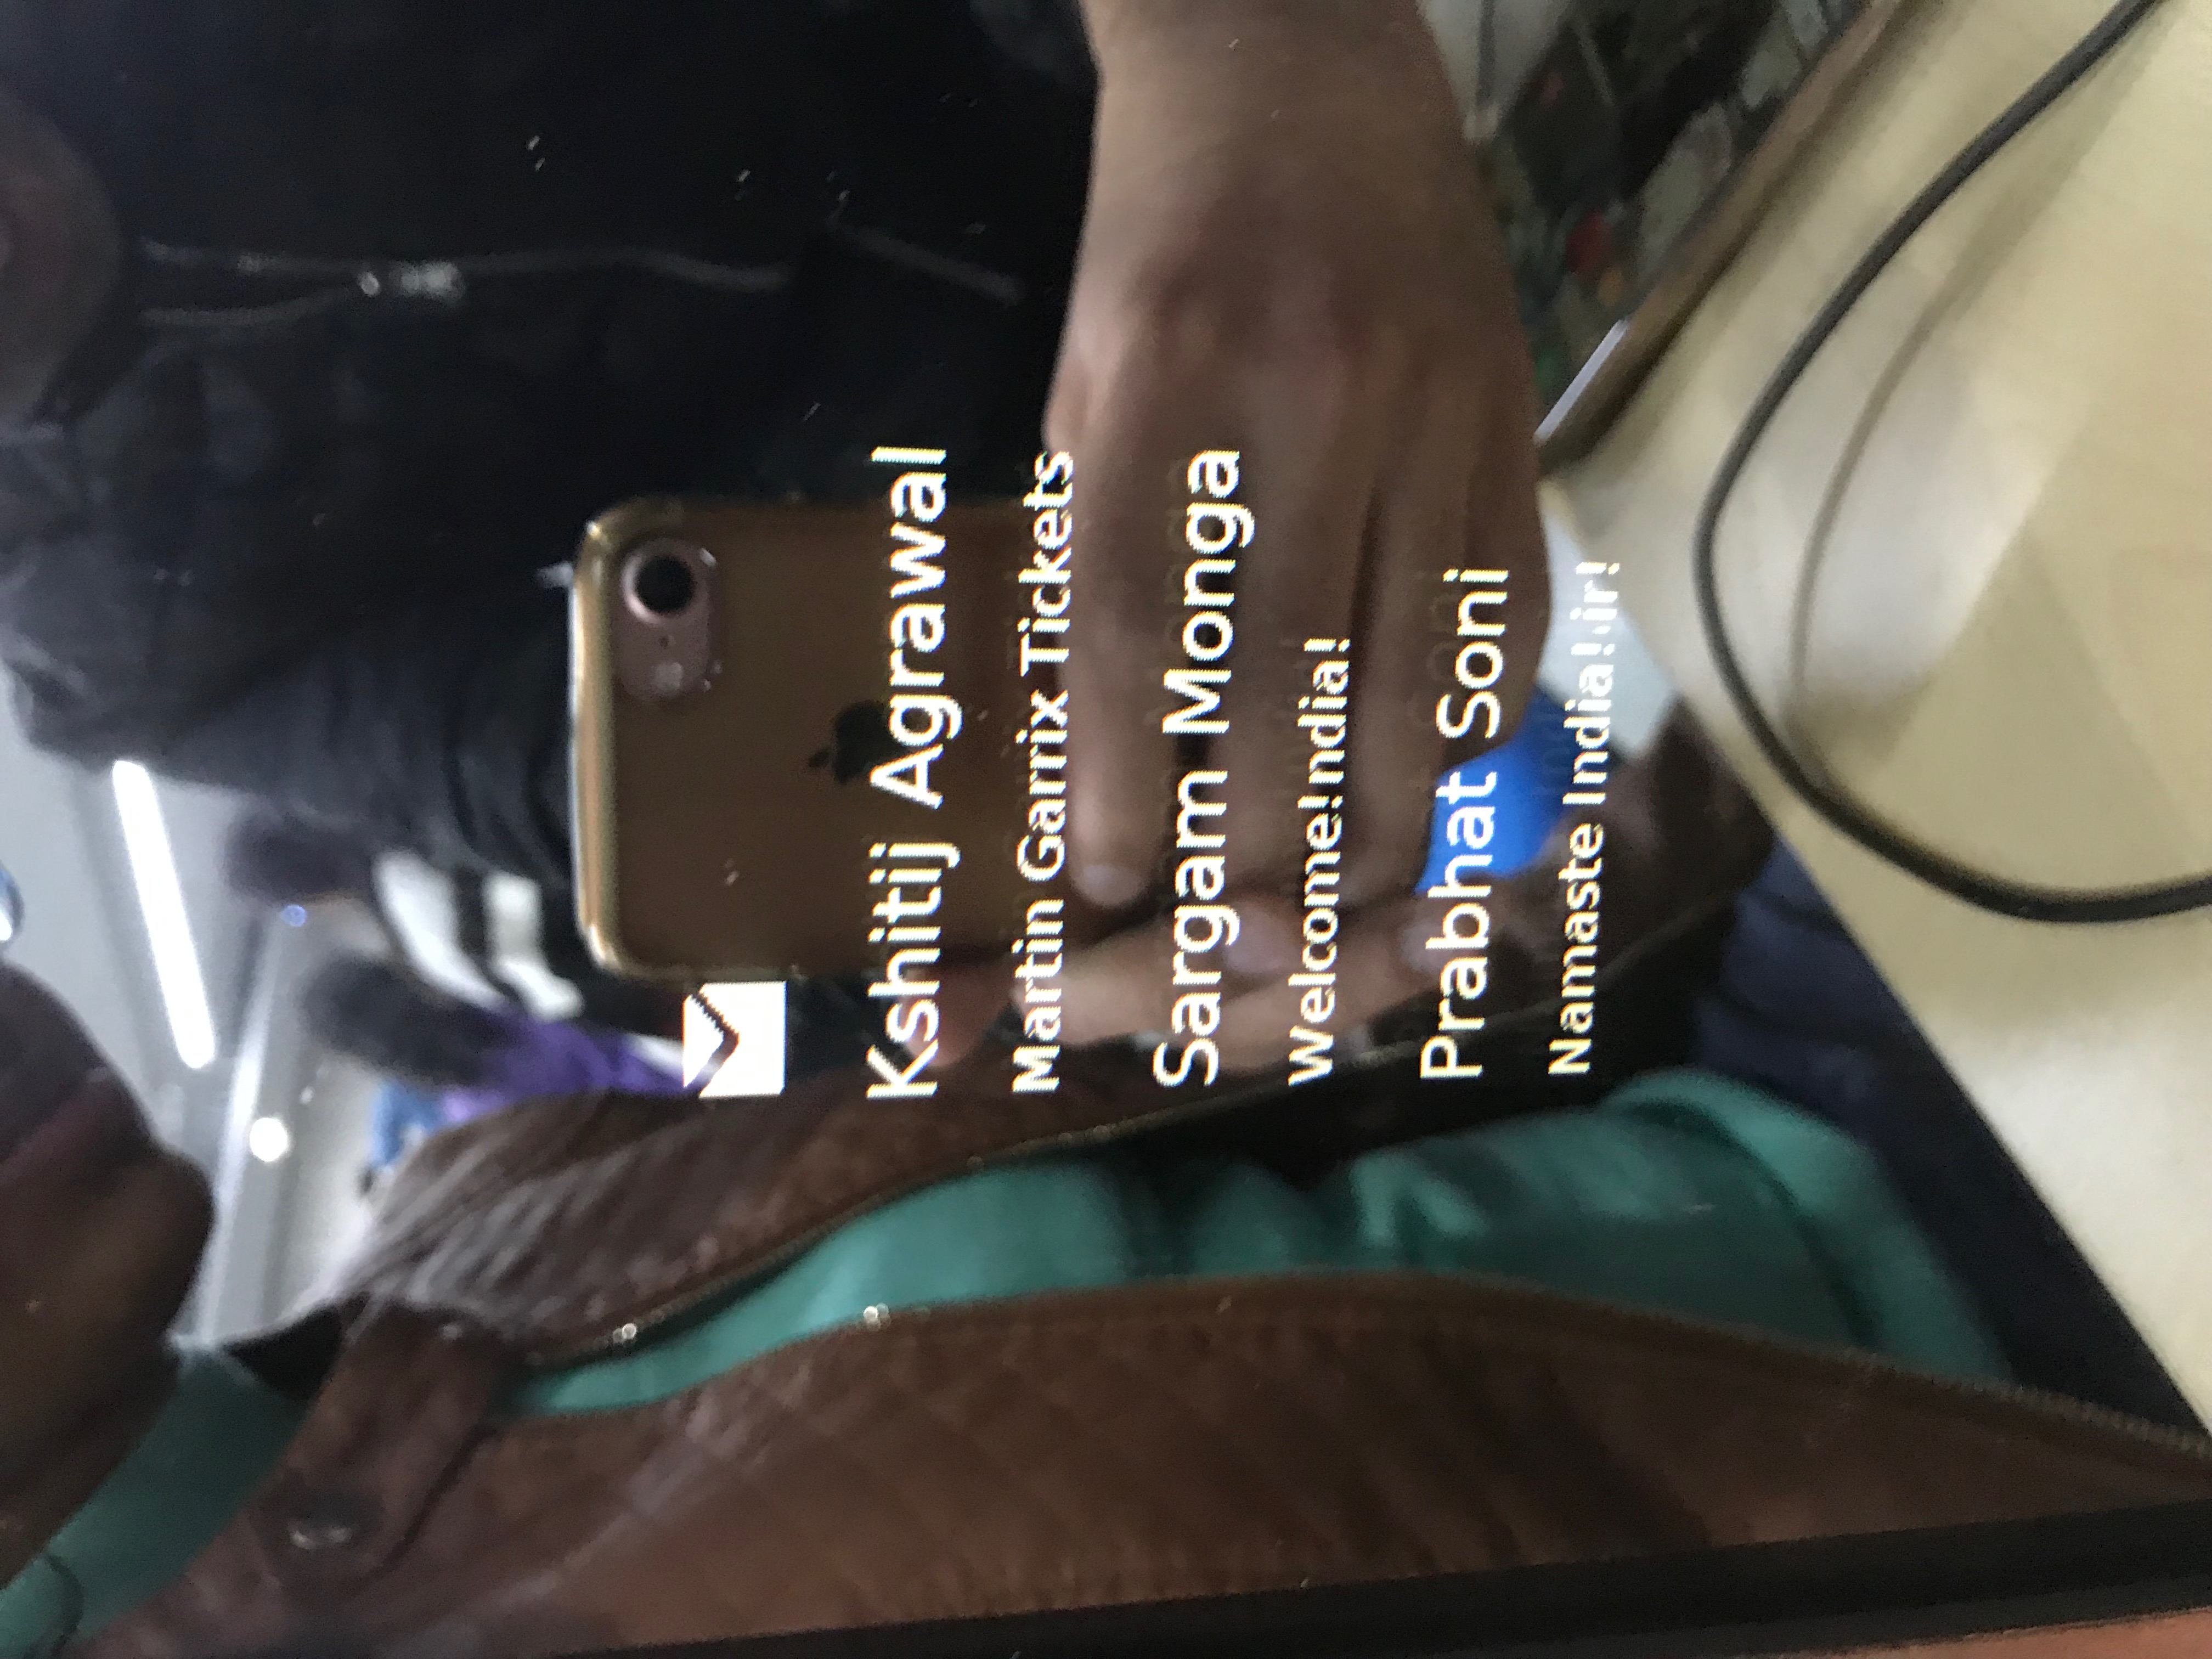 Kshitij Agrawal
Martin Garrix Tickets
Sargam Monga
Welcome!ndia!
Prabhat Soni
Namaste India!.ir!